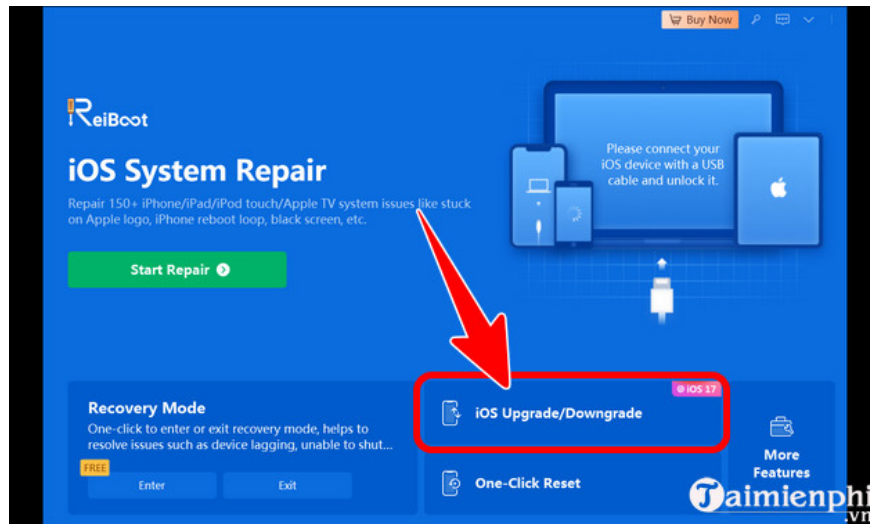 Buy Now
ReiBoot
iOS System Repair
Repair 150+ iPhone/iPad/iPod touch/Apple TV system issues like stuck
on Apple logo, iPhone reboot loop, black screen, etc.
Start Repair
Please connect your
iOS device with a USB
cable and unlock it.
Recovery Mode
One-click to enter or exit recovery mode, helps to
resolve issues such as device lagging, unable to shut...
FREE
Enter
Exit
iOS 17
iOS Upgrade/Downgrade
One-Click Reset
More
Features
Taimienphi
.vn